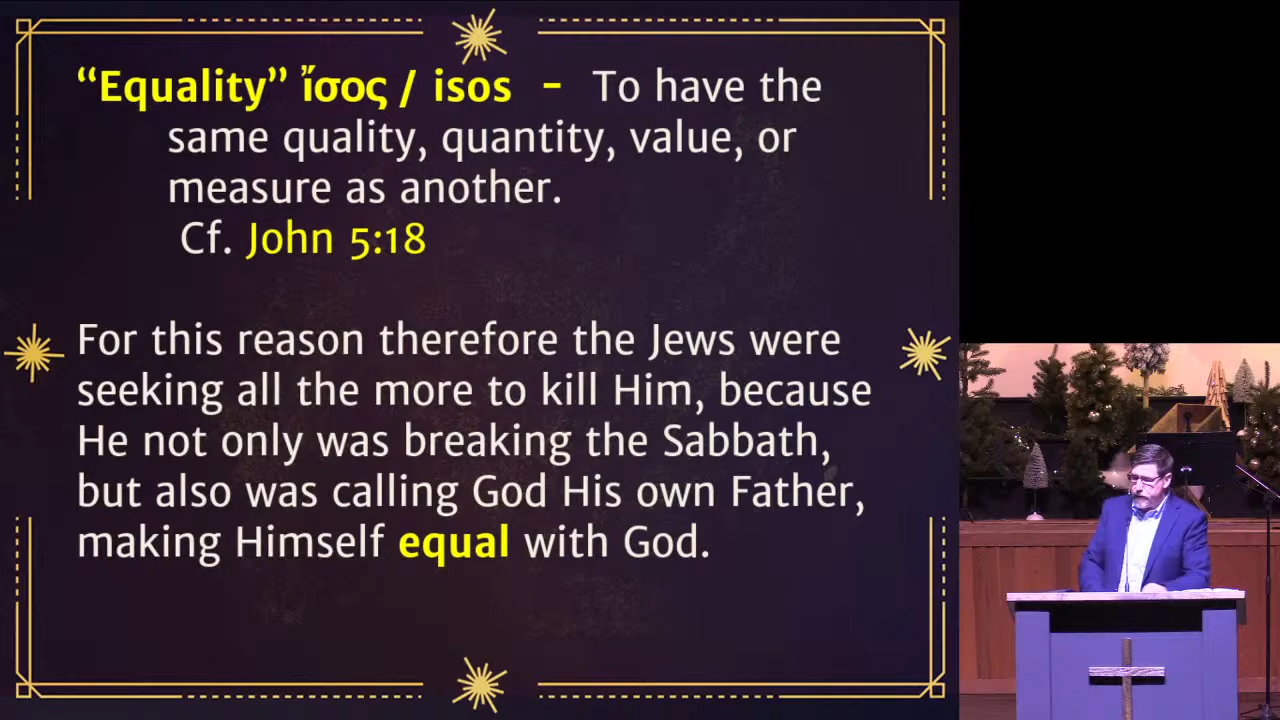 “Equality” ἴσος / isos - To have the
same quality, quantity, value, or
measure as another.
Cf. John 5:18
For this reason therefore the Jews were
seeking all the more to kill Him, because
He not only was breaking the Sabbath,
but also was calling God His own Father,
making Himself equal with God.